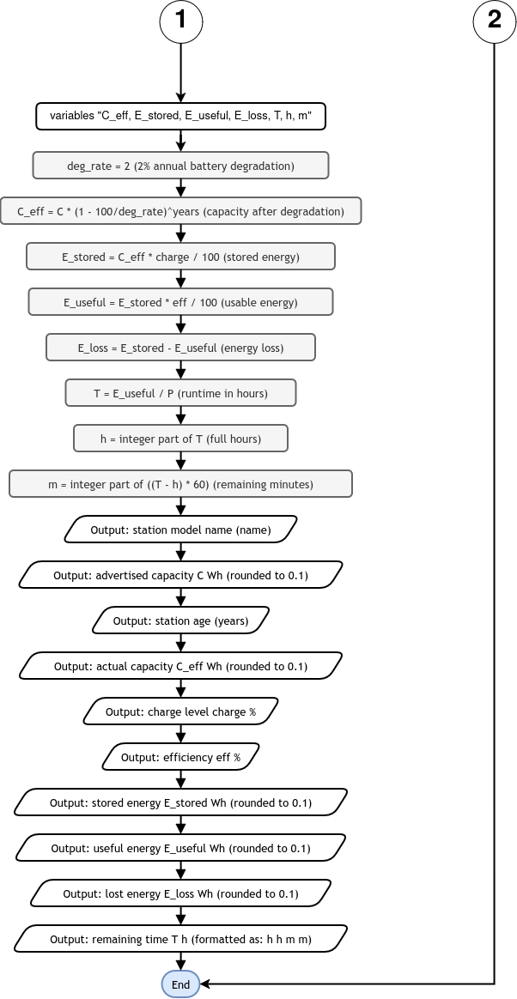 1
2
variables "C_eff, E_stored, E_useful, E_loss, T, h, m"
deg_rate = 2 (2% annual battery degradation)
C_eff = C * (1 - 100/deg_rate)^years (capacity after degradation)
E_stored = C_eff * charge / 100 (stored energy)
E_useful = E_stored * eff / 100 (usable energy)
E_loss = E_stored - E_useful (energy loss)
T = E_useful / P (runtime in hours)
h = integer part of T (full hours)
m = integer part of ((T - h) * 60) (remaining minutes)
Output: station model name (name)
Output: advertised capacity C Wh (rounded to 0.1)
Output: station age (years)
Output: actual capacity C_eff Wh (rounded to 0.1)
Output: charge level charge %
Output: efficiency eff %
Output: stored energy E_stored Wh (rounded to 0.1)
Output: useful energy E_useful Wh (rounded to 0.1)
Output: lost energy E_loss Wh (rounded to 0.1)
Output: remaining time T h (formatted as: h h m m)
End